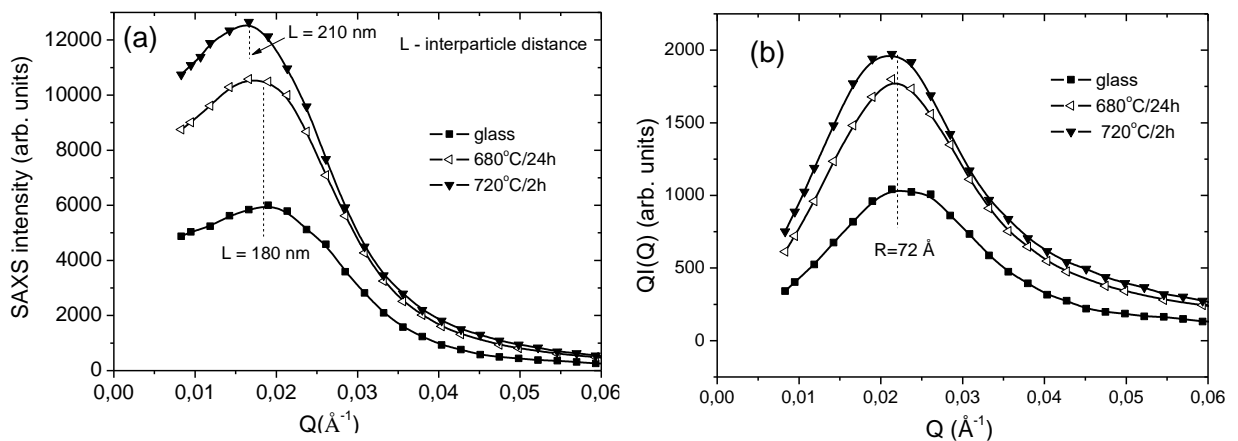 (a)
L = 210 nm
L - interparticle distance
glass
680°C/24h
720°C/2h
L = 180 nm
SAXS intensity (arb. units)
12000
10000
8000
6000
4000
2000
0
0,00 0,01 0,02 0,03 0,04 0,05 0,06
Q(Å⁻¹)
(b)
glass
680°C/24h
720°C/2h
R=72 Å
QI(Q) (arb. units)
2000
1500
1000
500
0
0,00 0,01 0,02 0,03 0,04 0,05 0,06
Q (Å⁻¹)